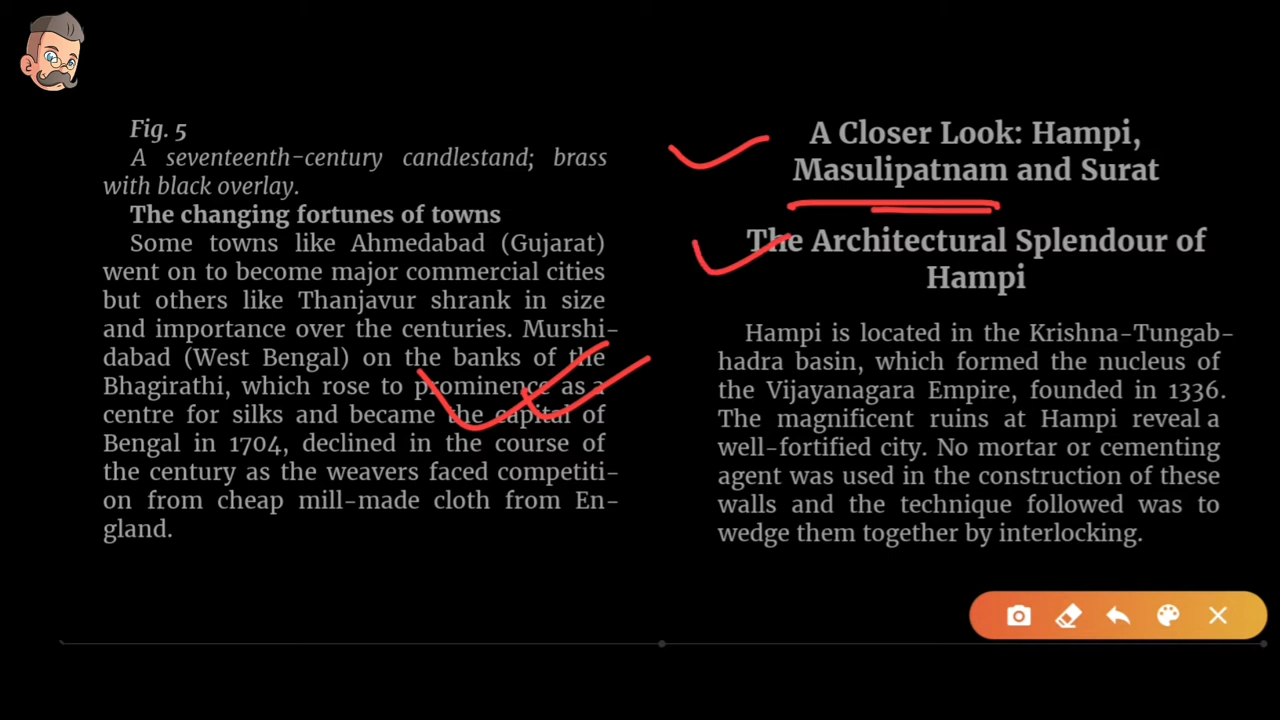 Fig. 5
A seventeenth-century candlestand; brass
with black overlay.
The changing fortunes of towns
Some towns like Ahmedabad (Gujarat)
went on to become major commercial cities
but others like Thanjavur shrank in size
and importance over the centuries. Murshi-
dabad (West Bengal) on the banks of the
Bhagirathi, which rose to prominence as a
centre for silks and became the capital of
Bengal in 1704, declined in the course of
the century as the weavers faced competiti-
on from cheap mill-made cloth from En-
gland.
A Closer Look: Hampi,
Masulipatnam and Surat
The Architectural Splendour of
Hampi
Hampi is located in the Krishna-Tungab-
hadra basin, which formed the nucleus of
the Vijayanagara Empire, founded in 1336.
The magnificent ruins at Hampi reveal a
well-fortified city. No mortar or cementing
agent was used in the construction of these
walls and the technique followed was to
wedge them together by interlocking.